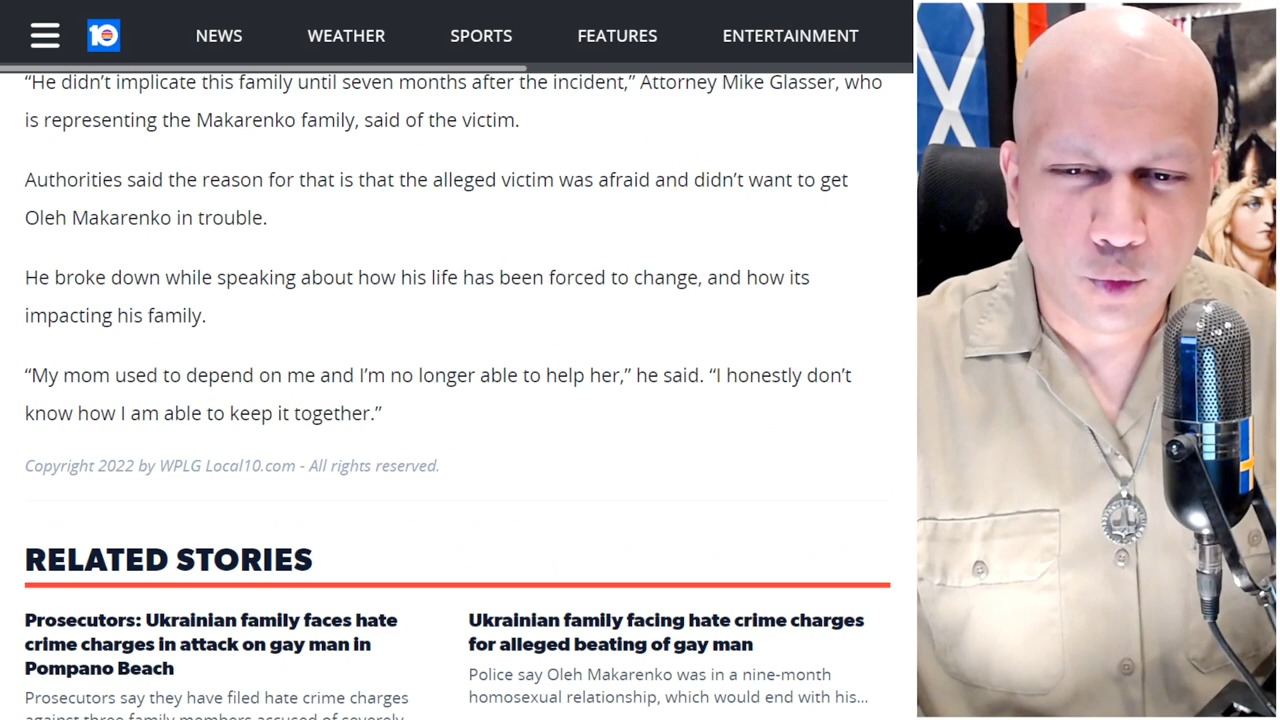 10 NEWS WEATHER SPORTS FEATURES ENTERTAINMENT
“He didn’t implicate this family until seven months after the incident,” Attorney Mike Glasser, who
is representing the Makarenko family, said of the victim.
Authorities said the reason for that is that the alleged victim was afraid and didn’t want to get
Oleh Makarenko in trouble.
He broke down while speaking about how his life has been forced to change, and how its
impacting his family.
“My mom used to depend on me and I’m no longer able to help her,” he said. “I honestly don’t
know how I am able to keep it together.”
Copyright 2022 by WPLG Local10.com - All rights reserved.
RELATED STORIES
Prosecutors: Ukrainian family faces hate
crime charges in attack on gay man in
Pompano Beach
Prosecutors say they have filed hate crime charges
against three family members accused of severely
Ukrainian family facing hate crime charges
for alleged beating of gay man
Police say Oleh Makarenko was in a nine-month
homosexual relationship, which would end with his...